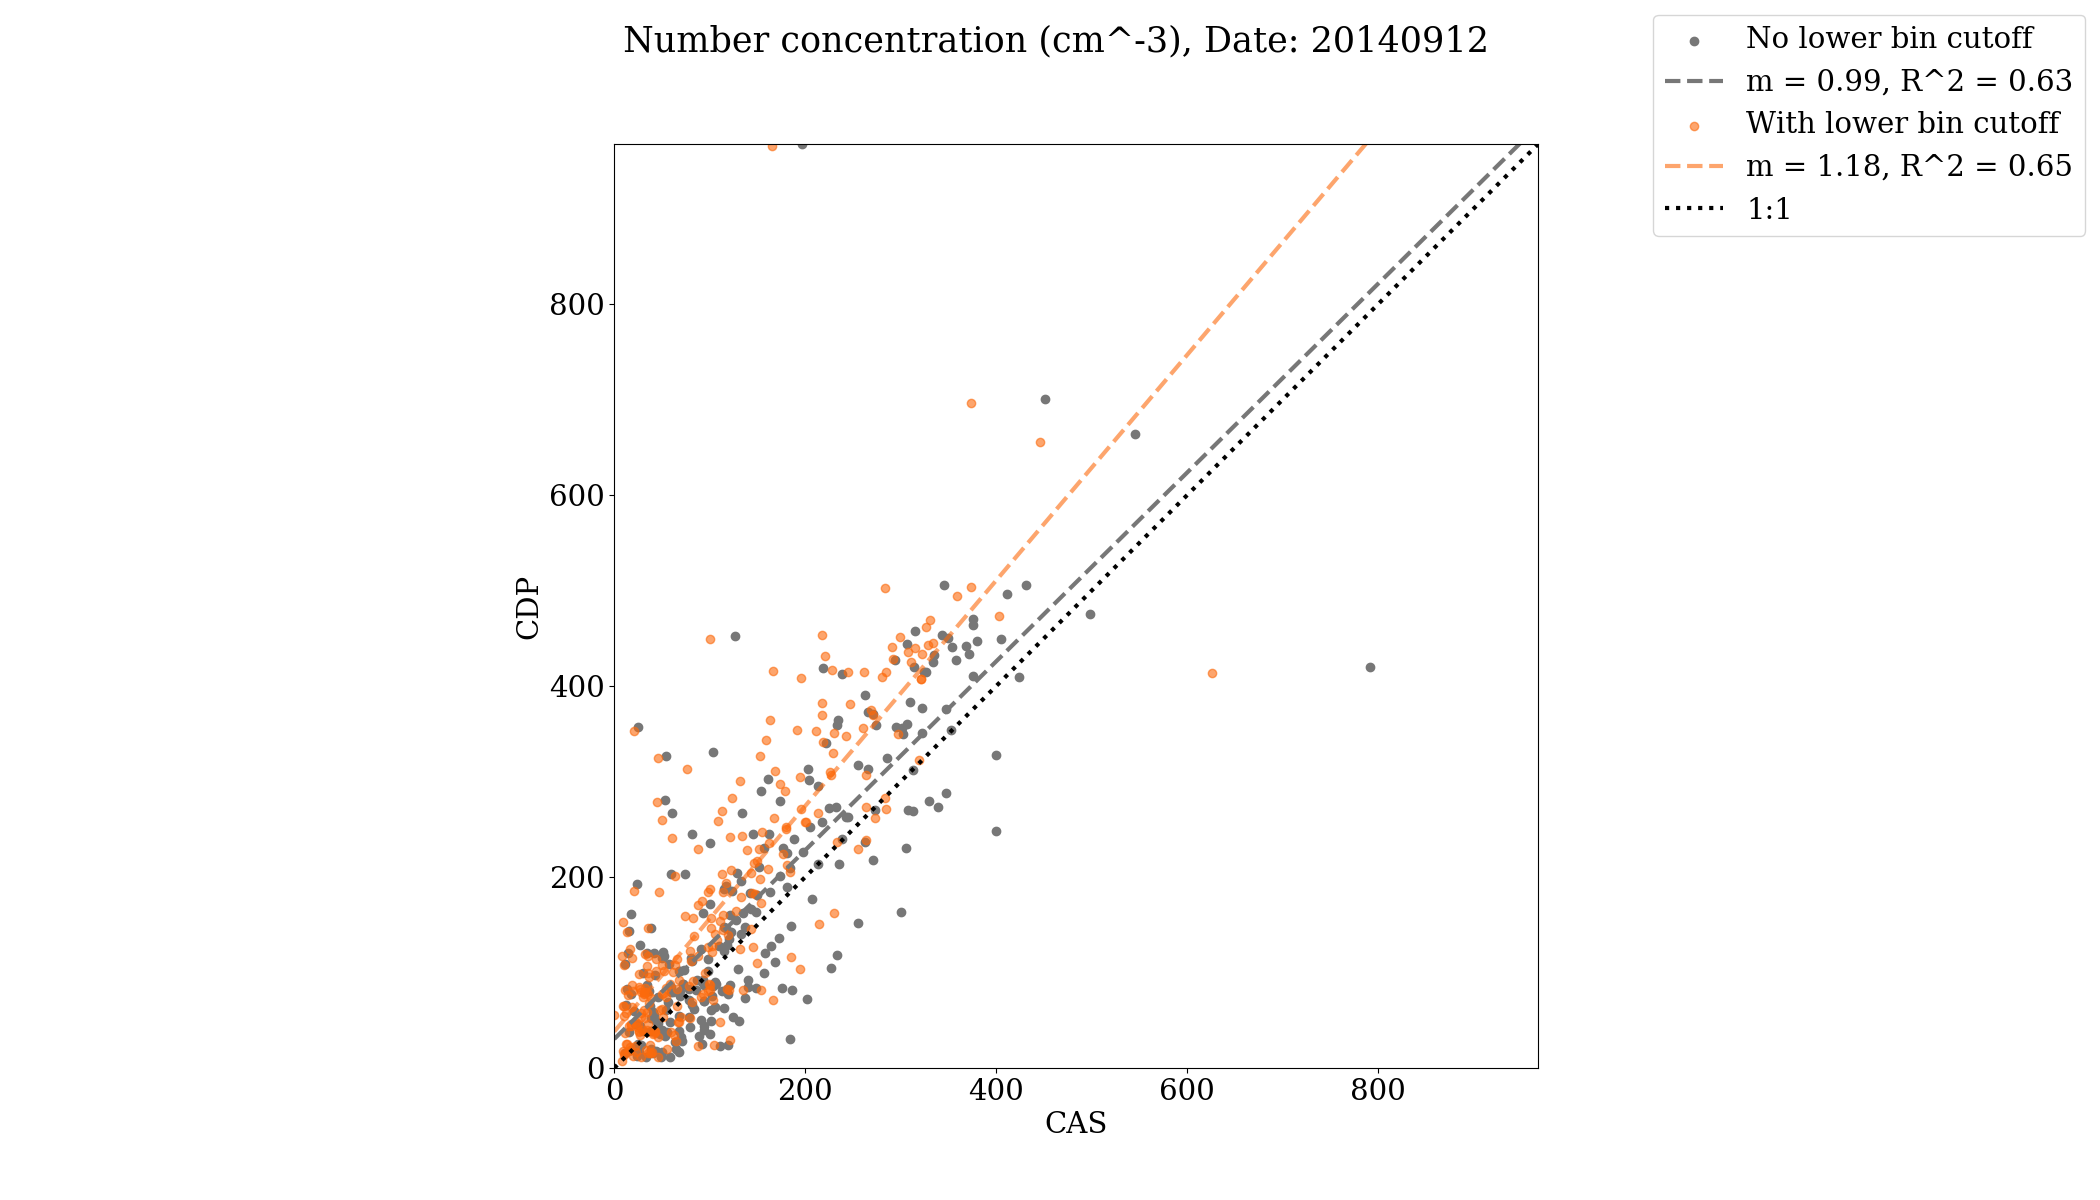 Number concentration (cm^-3), Date: 20140912
No lower bin cutoff
m = 0.99, R^2 = 0.63
With lower bin cutoff
m = 1.18, R^2 = 0.65
1:1
800
600
400
200
0
CDP
0 200 400 600 800
CAS